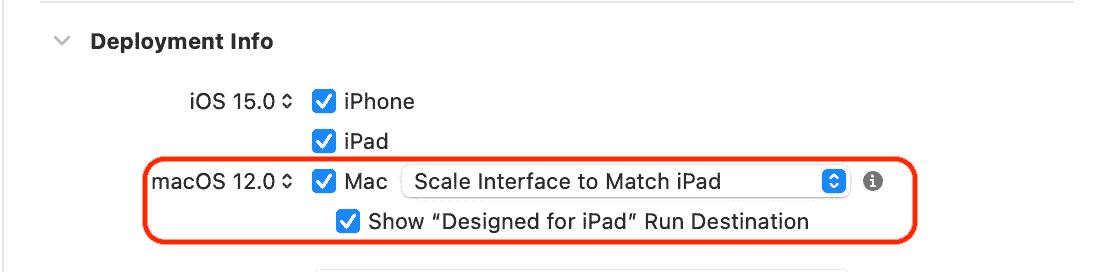 Deployment Info
iOS 15.0 iPhone
iPad
macOS 12.0 Mac Scale Interface to Match iPad
Show “Designed for iPad” Run Destination